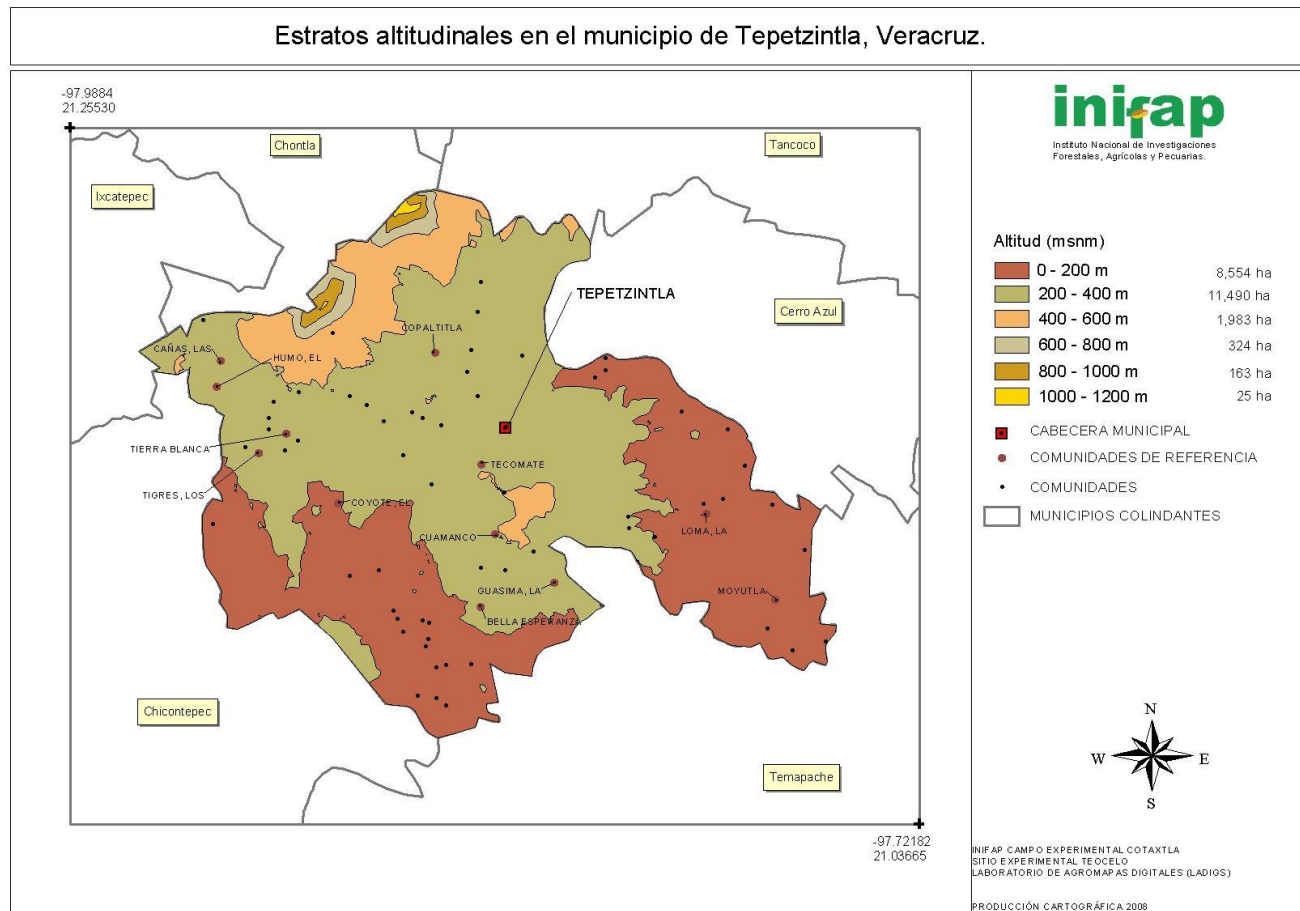 Estratos altitudinales en el municipio de Tepetzintla, Veracruz.
-97.9884
21.25530
Chontla
Tancoco
Ixcatepec
TEPETZINTLA
Cerro Azul
COPALTITLA
CAÑAS, LAS
HUMO, EL
TIERRA BLANCA
TECOMATE
TIGRES, LOS
COYOTE, EL
LOMA, LA
CUAMANCO
GUASIMA, LA
MOYUTLA
BELLA ESPERANZA
Chicontepec
Temapache
-97.72182
21.03665
inifap
Instituto Nacional de Investigaciones
Forestales, Agrícolas y Pecuarias.
Altitud (msnm)
0 - 200 m 8,554 ha
200 - 400 m 11,490 ha
400 - 600 m 1,983 ha
600 - 800 m 324 ha
800 - 1000 m 163 ha
1000 - 1200 m 25 ha
CABECERA MUNICIPAL
COMUNIDADES DE REFERENCIA
COMUNIDADES
MUNICIPIOS COLINDANTES
N
W E
S
INIFAP CAMPO EXPERIMENTAL COTAXTLA
SITIO EXPERIMENTAL TEOCELO
LABORATORIO DE AGROMAPAS DIGITALES (LADIGS)
PRODUCCIÓN CARTOGRÁFICA 2008